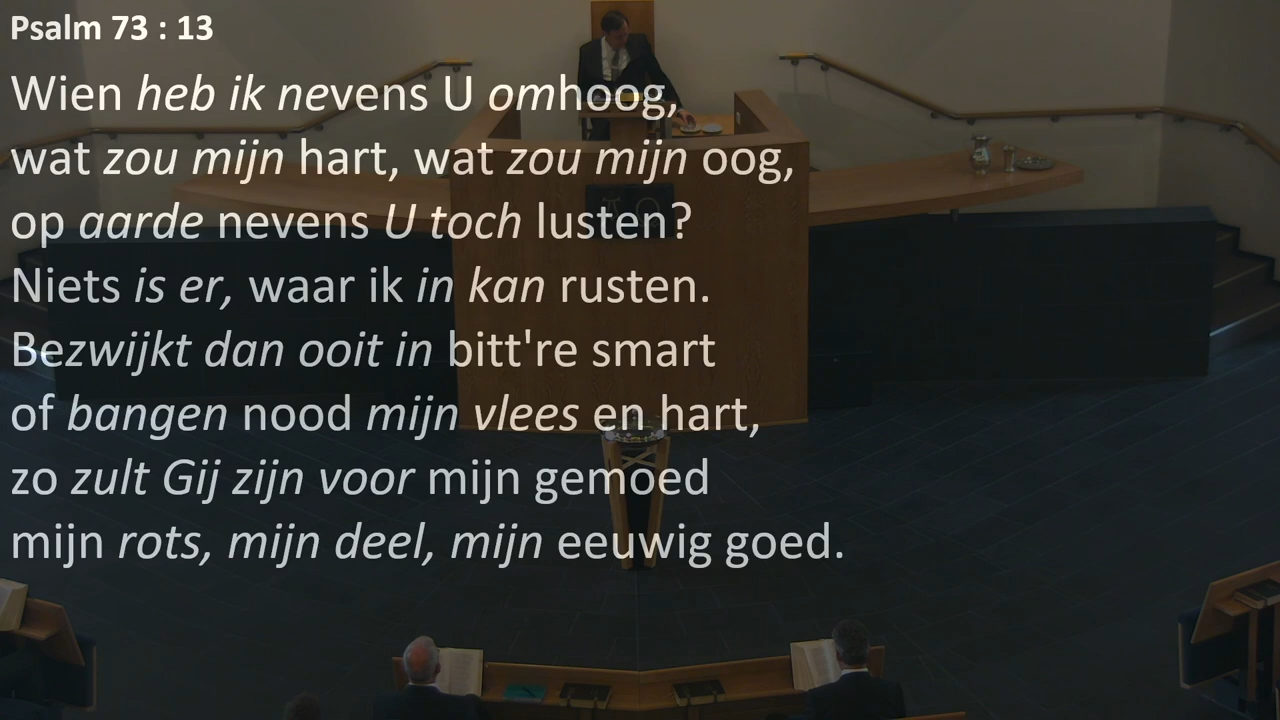 Psalm 73 : 13
Wien heb ik nevens U omhoog,
wat zou mijn hart, wat zou mijn oog,
op aarde nevens U toch lusten?
Niets is er, waar ik in kan rusten.
Bezwijkt dan ooit in bitt're smart
of bangen nood mijn vlees en hart,
zo zult Gij zijn voor mijn gemoed
mijn rots, mijn deel, mijn eeuwig goed.